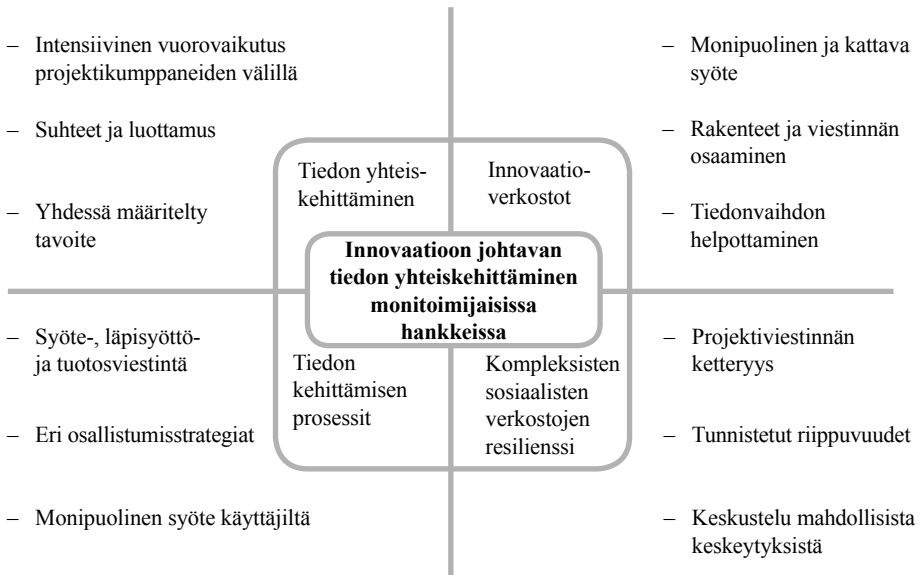 – Intensiivinen vuorovaikutus
projektikumppaneiden välillä
– Suhteet ja luottamus
– Yhdessä määritelty
tavoite
Tiedon yhteis-
kehittäminen
Innovaatio-
verkostot
– Monipuolinen ja kattava
syöte
– Rakenteet ja viestinnän
osaaminen
– Tiedonvaihdon
helpottaminen
Innovaatioon johtavan
tiedon yhteiskehittäminen
monitoimijaisissa
hankkeissa
– Syöte-, läpisyöttö-
ja tuotosviestintä
– Eri osallistumisstrategiat
– Monipuolinen syöte käyttäjiltä
Tiedon
kehittämisen
prosessit
Kompleksisten
sosiaalisten
verkostojen
resilienssi
– Projektiviestinnän
ketteryys
– Tunnistetut riippuvuudet
– Keskustelu mahdollisista
keskeytyksistä